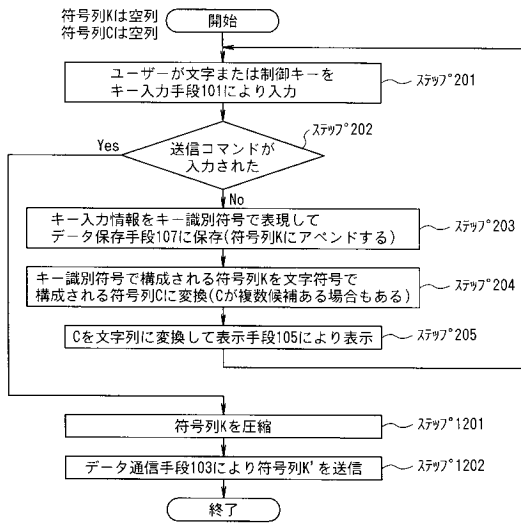 符号列Kは空列
符号列Cは空列
開始
ユーザーが文字または制御キーを
キー入力手段101により入力
ステップ201
ステップ202
送信コマンドが
入力された
Yes
No
キー入力情報をキー識別符号で表現して
データ保存手段107に保存(符号列Kにアペンドする)
ステップ203
キー識別符号で構成される符号列Kを文字符号で
構成される符号列Cに変換(Cが複数候補ある場合もある)
ステップ204
Cを文字列に変換して表示手段105により表示
ステップ205
符号列Kを圧縮
ステップ1201
データ通信手段103により符号列K'を送信
ステップ1202
終了